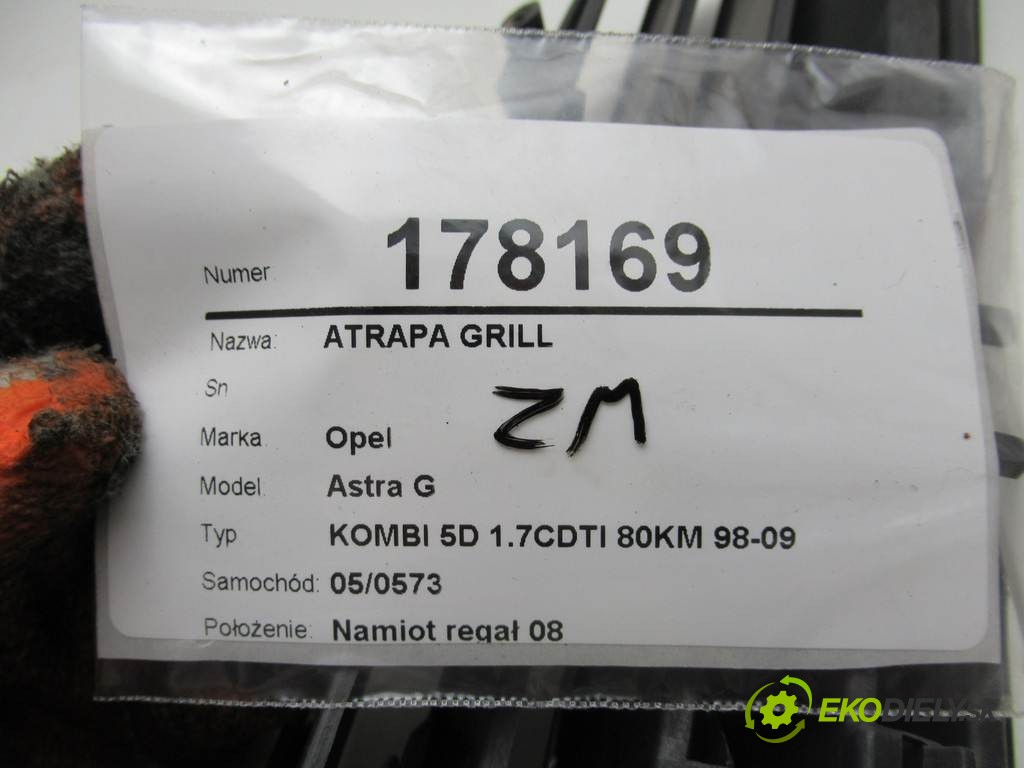 Numer: 178169
Nazwa: ATRAPA GRILL
Sn
ZM
Marka Opel
Model Astra G
Typ KOMBI 5D 1.7CDTI 80KM 98-09
Samochód: 05/0573
Położenie: Namiot regał 08
EKODIELY.SK